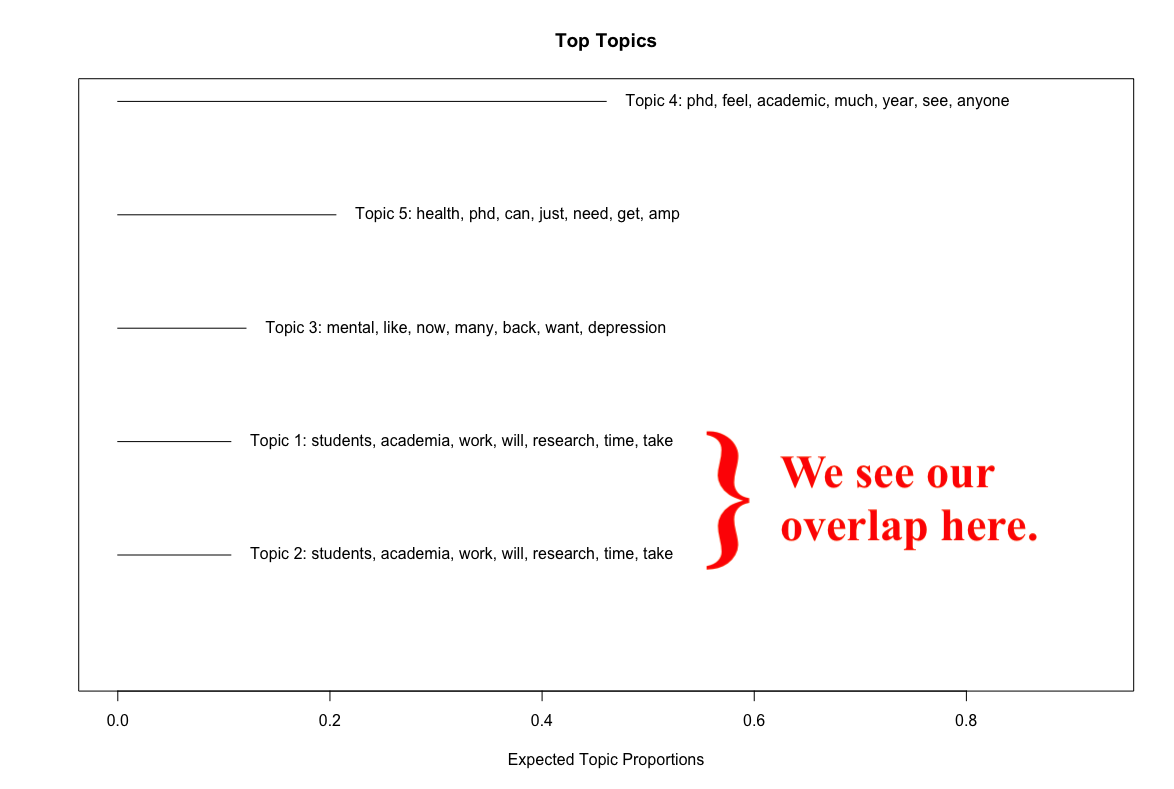 Top Topics
Topic 4: phd, feel, academic, much, year, see, anyone
Topic 5: health, phd, can, just, need, get, amp
Topic 3: mental, like, now, many, back, want, depression
Topic 1: students, academia, work, will, research, time, take
Topic 2: students, academia, work, will, research, time, take
}
We see our
overlap here.
0.0 0.2 0.4 0.6 0.8
Expected Topic Proportions